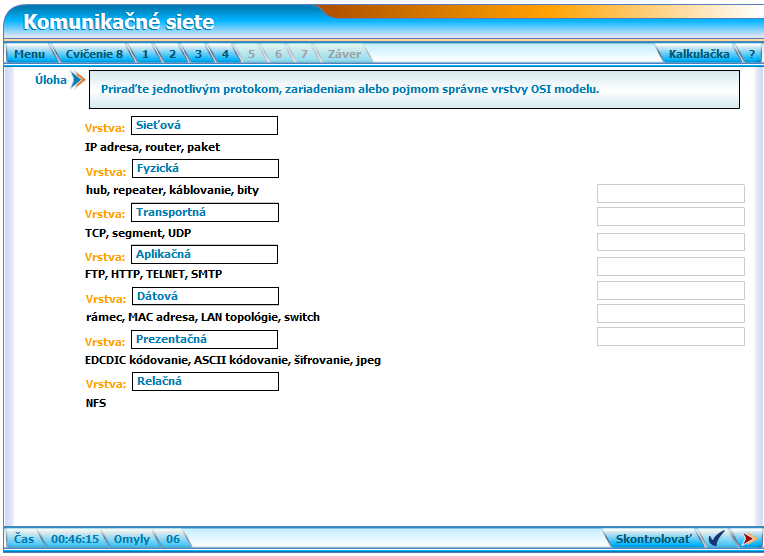 Komunikačné siete
Menu Cvičenie 8 1 2 3 4 5 6 7 Záver Kalkulačka ?
Úloha
Priraďte jednotlivým protokom, zariadeniam alebo pojmom správne vrstvy OSI modelu.
Vrstva: Sieťová
IP adresa, router, paket
Vrstva: Fyzická
hub, repeater, káblovanie, bity
Vrstva: Transportná
TCP, segment, UDP
Vrstva: Aplikačná
FTP, HTTP, TELNET, SMTP
Vrstva: Dátová
rámec, MAC adresa, LAN topológie, switch
Vrstva: Prezentačná
EDCDIC kódovanie, ASCII kódovanie, šifrovanie, jpeg
Vrstva: Relačná
NFS
Čas 00:46:15 Omyly 06 Skontrolovať